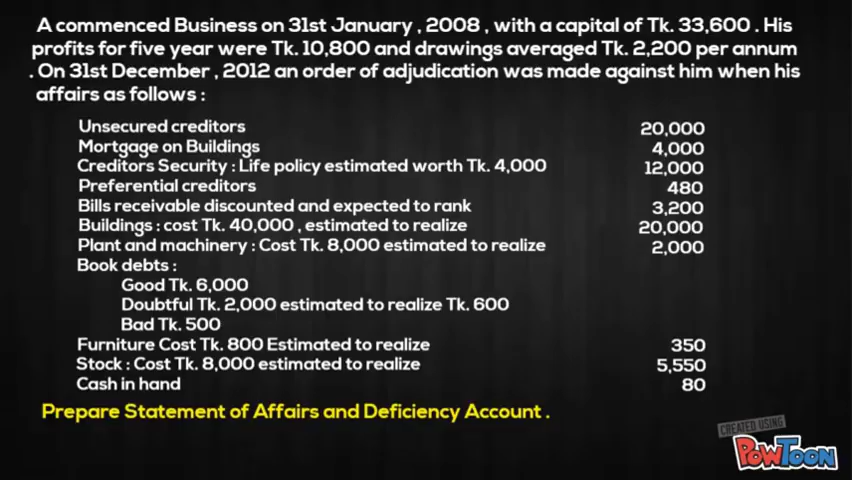 A commenced Business on 31st January , 2008 , with a capital of Tk. 33,600 . His
profits for five year were Tk. 10,800 and drawings averaged Tk. 2,200 per annum
. On 31st December , 2012 an order of adjudication was made against him when his
affairs as follows :
Unsecured creditors 20,000
Mortgage on Buildings 4,000
Creditors Security : Life policy estimated worth Tk. 4,000 12,000
Preferential creditors 480
Bills receivable discounted and expected to rank 3,200
Buildings : cost Tk. 40,000 , estimated to realize 20,000
Plant and machinery : Cost Tk. 8,000 estimated to realize 2,000
Book debts :
Good Tk. 6,000
Doubtful Tk. 2,000 estimated to realize Tk. 600
Bad Tk. 500
Furniture Cost Tk. 800 Estimated to realize 350
Stock : Cost Tk. 8,000 estimated to realize 5,550
Cash in hand 80
Prepare Statement of Affairs and Deficiency Account .
CREATED USING
POWTOON